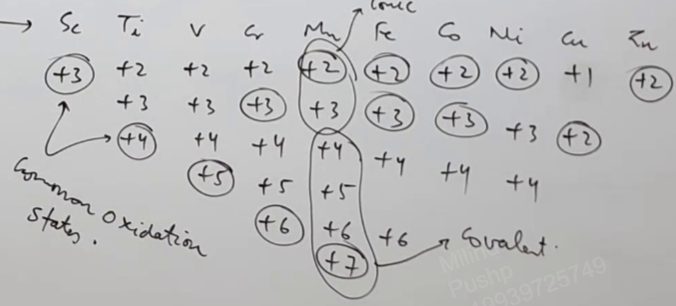 Ionic
→ Sc Ti V Cr Mn Fe Co Ni Cu Zn
+3 +2 +2 +2 +2 +2 +2 +2 +1 +2
+3 +3 +3 +3 +3 +3 +3 +2
+4 +4 +4 +4 +4 +4 +4
+5 +5 +5
+6 +6 +6
+7
Common Oxidation
States.
Covalent.
Milind
Pushp
+919939725749